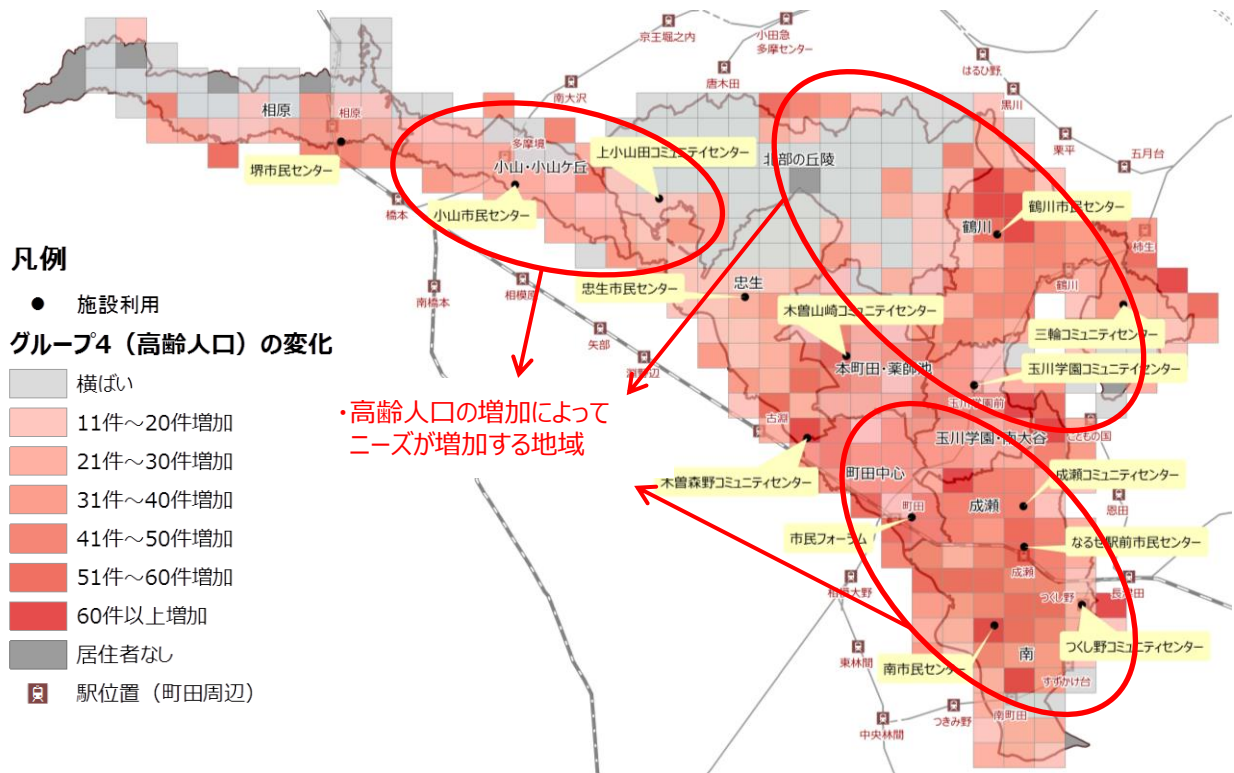 京王堀之内
小田急
多摩センター
はるひ野
唐木田
南大沢
黒川
相原
相原
栗平
多摩境
五月台
上小山田コミュニテイセンター
北部の丘陵
堺市民センター
小山・小山ケ丘
橋本
小山市民センター
鶴川市民センター
鶴川
柿生
凡例
施設利用
グループ4（高齢人口）の変化
横ばい
11件～20件増加
21件～30件増加
31件～40件増加
41件～50件増加
51件～60件増加
60件以上増加
居住者なし
駅位置（町田周辺）
南橋本
相模原
忠生市民センター
忠生
鶴川
木曽山崎コミュニテイセンター
三輪コミュニティセンター
矢部
淵野辺
本町田・薬師池
玉川学園コミュニテイセンター
玉川学園前
・高齢人口の増加によって
ニーズが増加する地域
古淵
玉川学園・南大谷
こどもの国
木曽森野コミュニティセンター
町田中心
成瀬コミュニティセンター
成瀬
恩田
町田
市民フォーラム
なるせ駅前市民センター
成瀬
相模大野
長津田
つくし野
つくし野コミュニティセンター
東林間
南市民センター
南
すずかけ台
つきみ野
南町田
中央林間